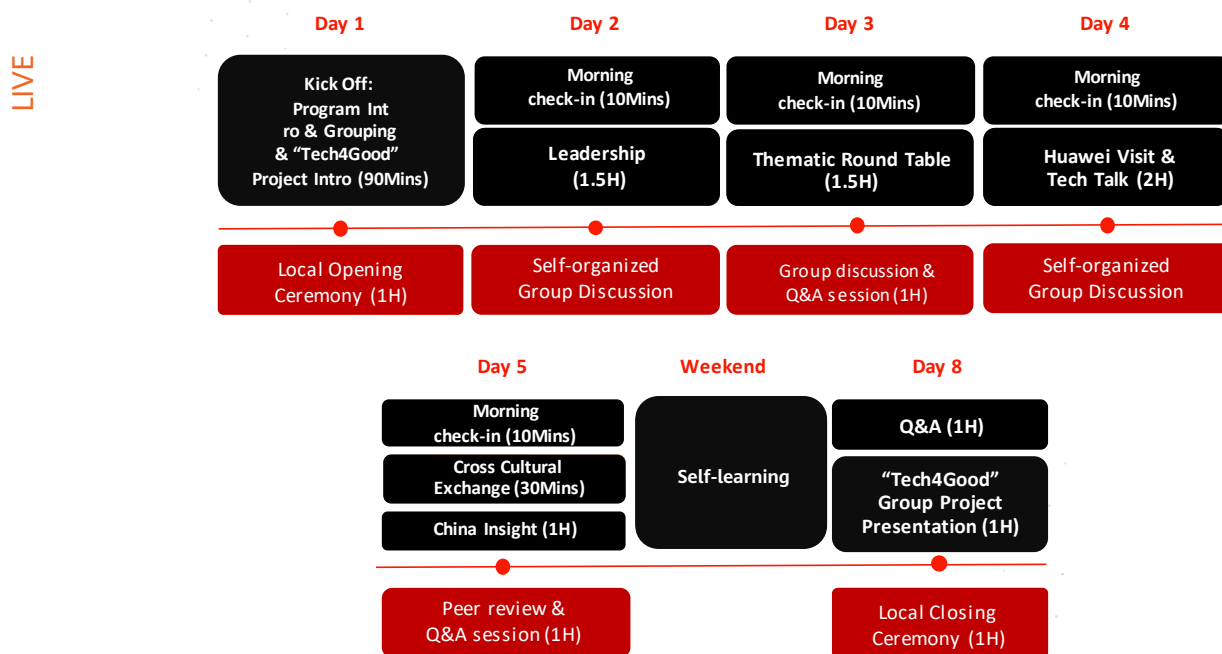 LIVE
Day 1
Day 2
Day 3
Day 4
Kick Off:
Program Int
ro & Grouping
& “Tech4Good”
Project Intro (90Mins)
Morning
check-in (10Mins)
Leadership
(1.5H)
Morning
check-in (10Mins)
Thematic Round Table
(1.5H)
Morning
check-in (10Mins)
Huawei Visit &
Tech Talk (2H)
Local Opening
Ceremony (1H)
Self-organized
Group Discussion
Group discussion &
Q&A session (1H)
Self-organized
Group Discussion
Day 5
Weekend
Day 8
Morning
check-in (10Mins)
Cross Cultural
Exchange (30Mins)
China Insight (1H)
Self-learning
Q&A (1H)
“Tech4Good”
Group Project
Presentation (1H)
Peer review &
Q&A session (1H)
Local Closing
Ceremony (1H)